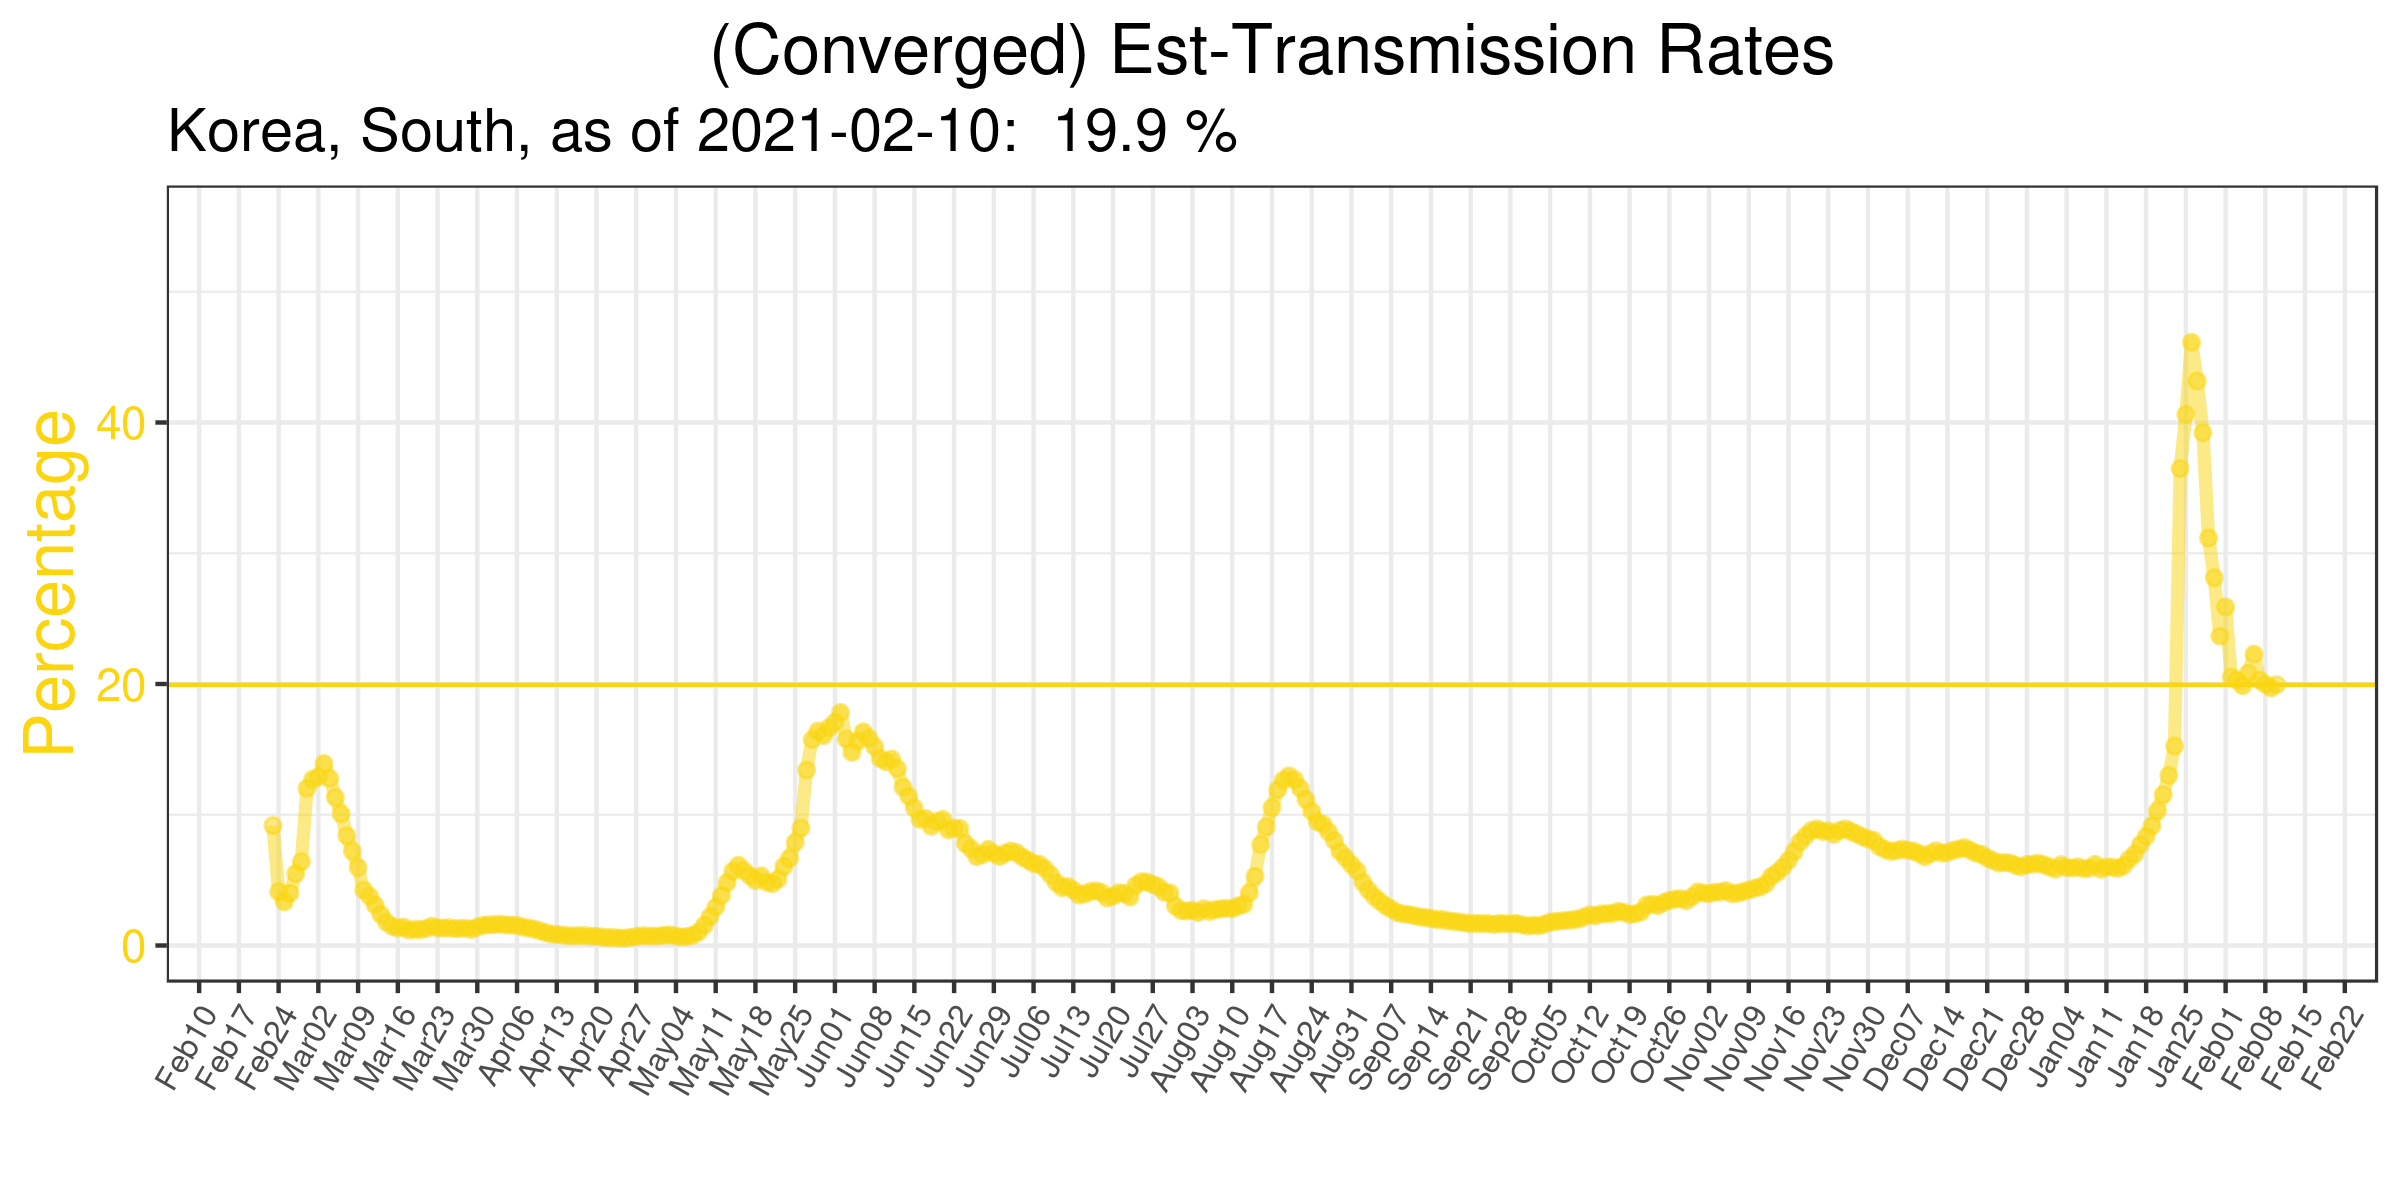 (Converged) Est-Transmission Rates
Korea, South, as of 2021-02-10:  19.9 %
Percentage
40
20
0
Feb10
Feb17
Feb24
Mar02
Mar09
Mar16
Mar23
Mar30
Apr06
Apr13
Apr20
Apr27
May04
May11
May18
May25
Jun01
Jun08
Jun15
Jun22
Jun29
Jul06
Jul13
Jul20
Jul27
Aug03
Aug10
Aug17
Aug24
Aug31
Sep07
Sep14
Sep21
Sep28
Oct05
Oct12
Oct19
Oct26
Nov02
Nov09
Nov16
Nov23
Nov30
Dec07
Dec14
Dec21
Dec28
Jan04
Jan11
Jan18
Jan25
Feb01
Feb08
Feb15
Feb22